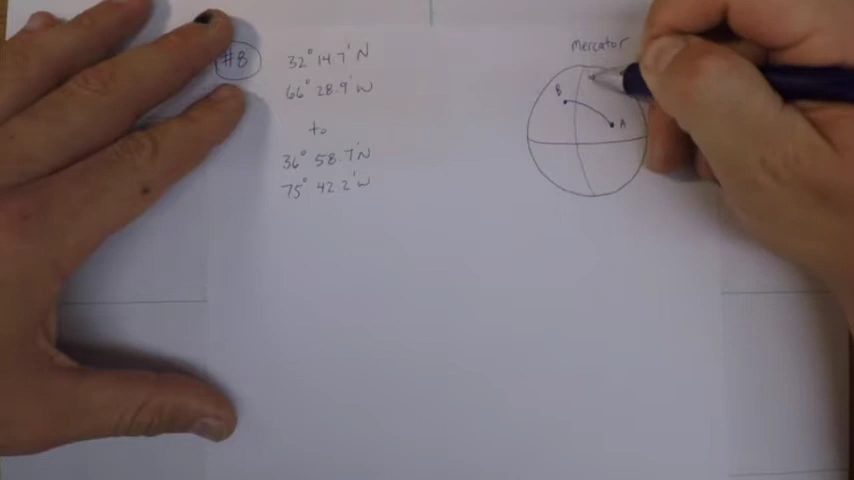 #8
32° 14.7' N
66° 28.9' W
to
36° 58.7' N
75° 42.2' W
Mercator
B
A